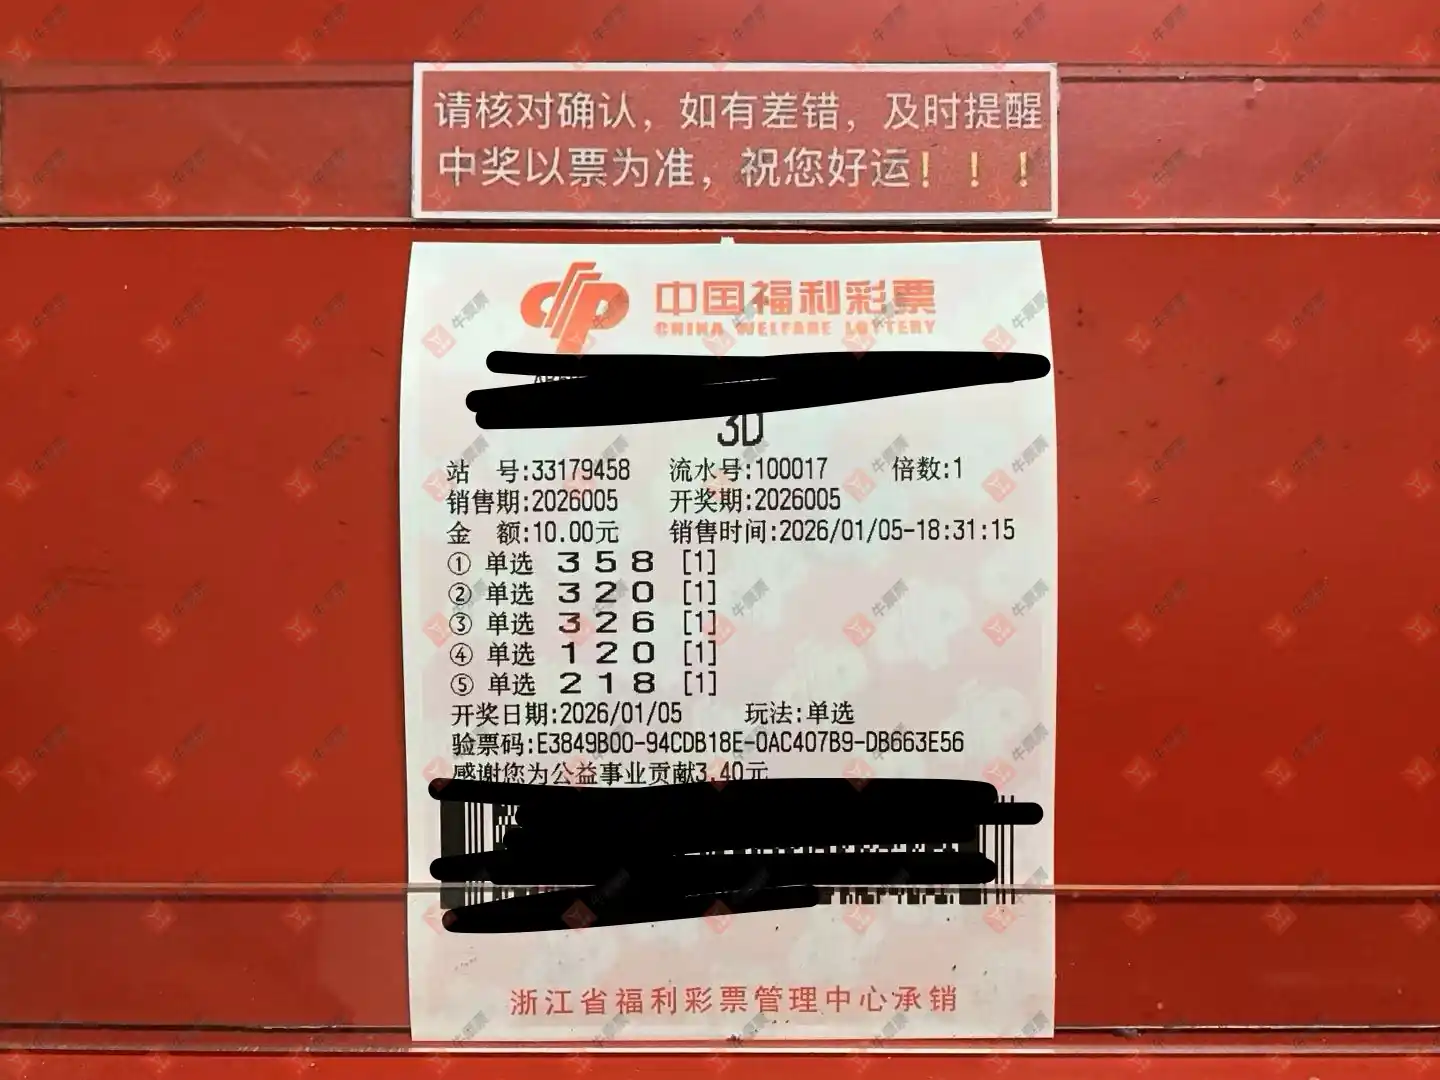 请核对确认，如有差错，及时提醒
中奖以票为准，祝您好运！！！
中国福利彩票
CHINA WELFARE LOTTERY
3D
站 号:33179458 流水号:100017 倍数:1
销售期:2026005 开奖期:2026005
金 额:10.00元 销售时间:2026/01/05-18:31:15
① 单选 3 5 8 [1]
② 单选 3 2 0 [1]
③ 单选 3 2 6 [1]
④ 单选 1 2 0 [1]
⑤ 单选 2 1 8 [1]
开奖日期:2026/01/05 玩法:单选
验票码:E3849B00-94CDB18E-0AC407B9-DB663E56
感谢您为公益事业贡献3.40元
浙江省福利彩票管理中心承销